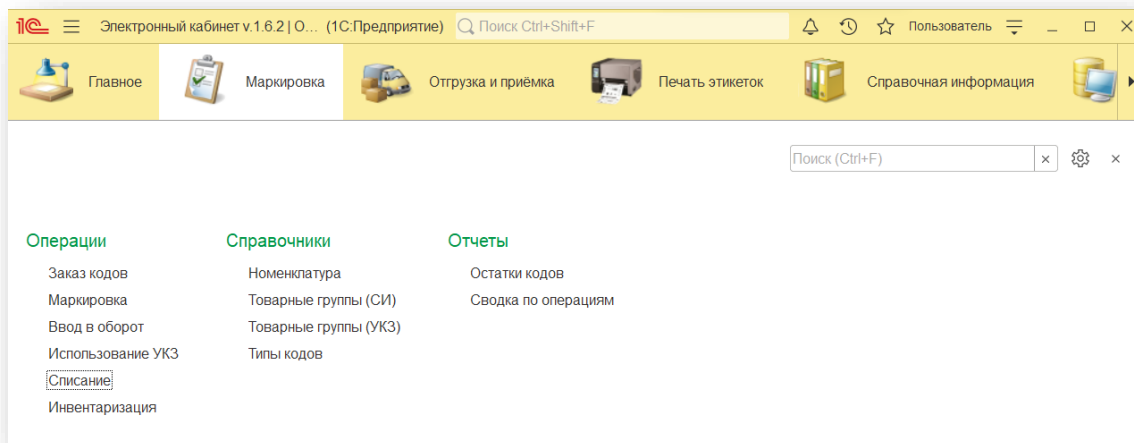 1С Электронный кабинет v.1.6.2 | О... (1С:Предприятие) Поиск Ctrl+Shift+F Пользователь
Главное Маркировка Отгрузка и приёмка Печать этикеток Справочная информация
Поиск (Ctrl+F)
Операции Справочники Отчеты
Заказ кодов Номенклатура Остатки кодов
Маркировка Товарные группы (СИ) Сводка по операциям
Ввод в оборот Товарные группы (УКЗ)
Использование УКЗ Типы кодов
Списание
Инвентаризация